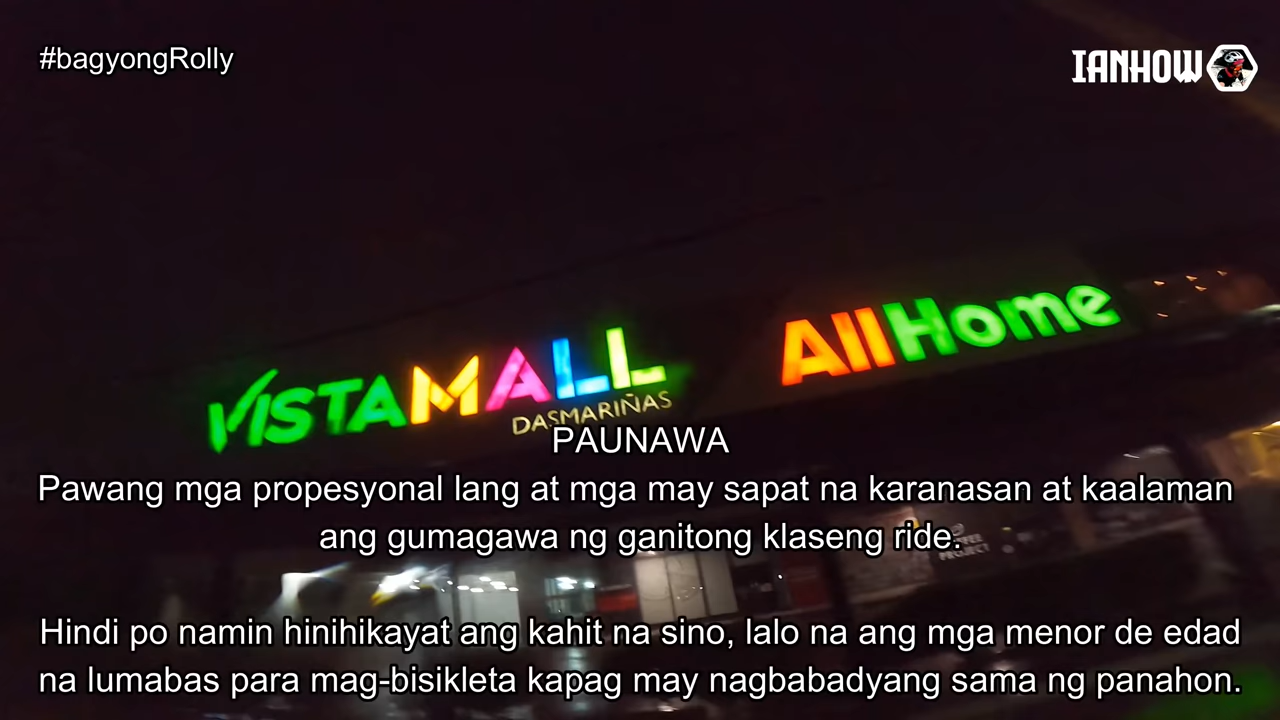 #bagyongRolly
IANHOW
VISTAMALL
DASMARIÑAS
AllHome
PAUNAWA
Pawang mga propesyonal lang at mga may sapat na karanasan at kaalaman
ang gumagawa ng ganitong klaseng ride.
PROJECT
Hindi po namin hinihikayat ang kahit na sino, lalo na ang mga menor de edad
na lumabas para mag-bisikleta kapag may nagbabadyang sama ng panahon.